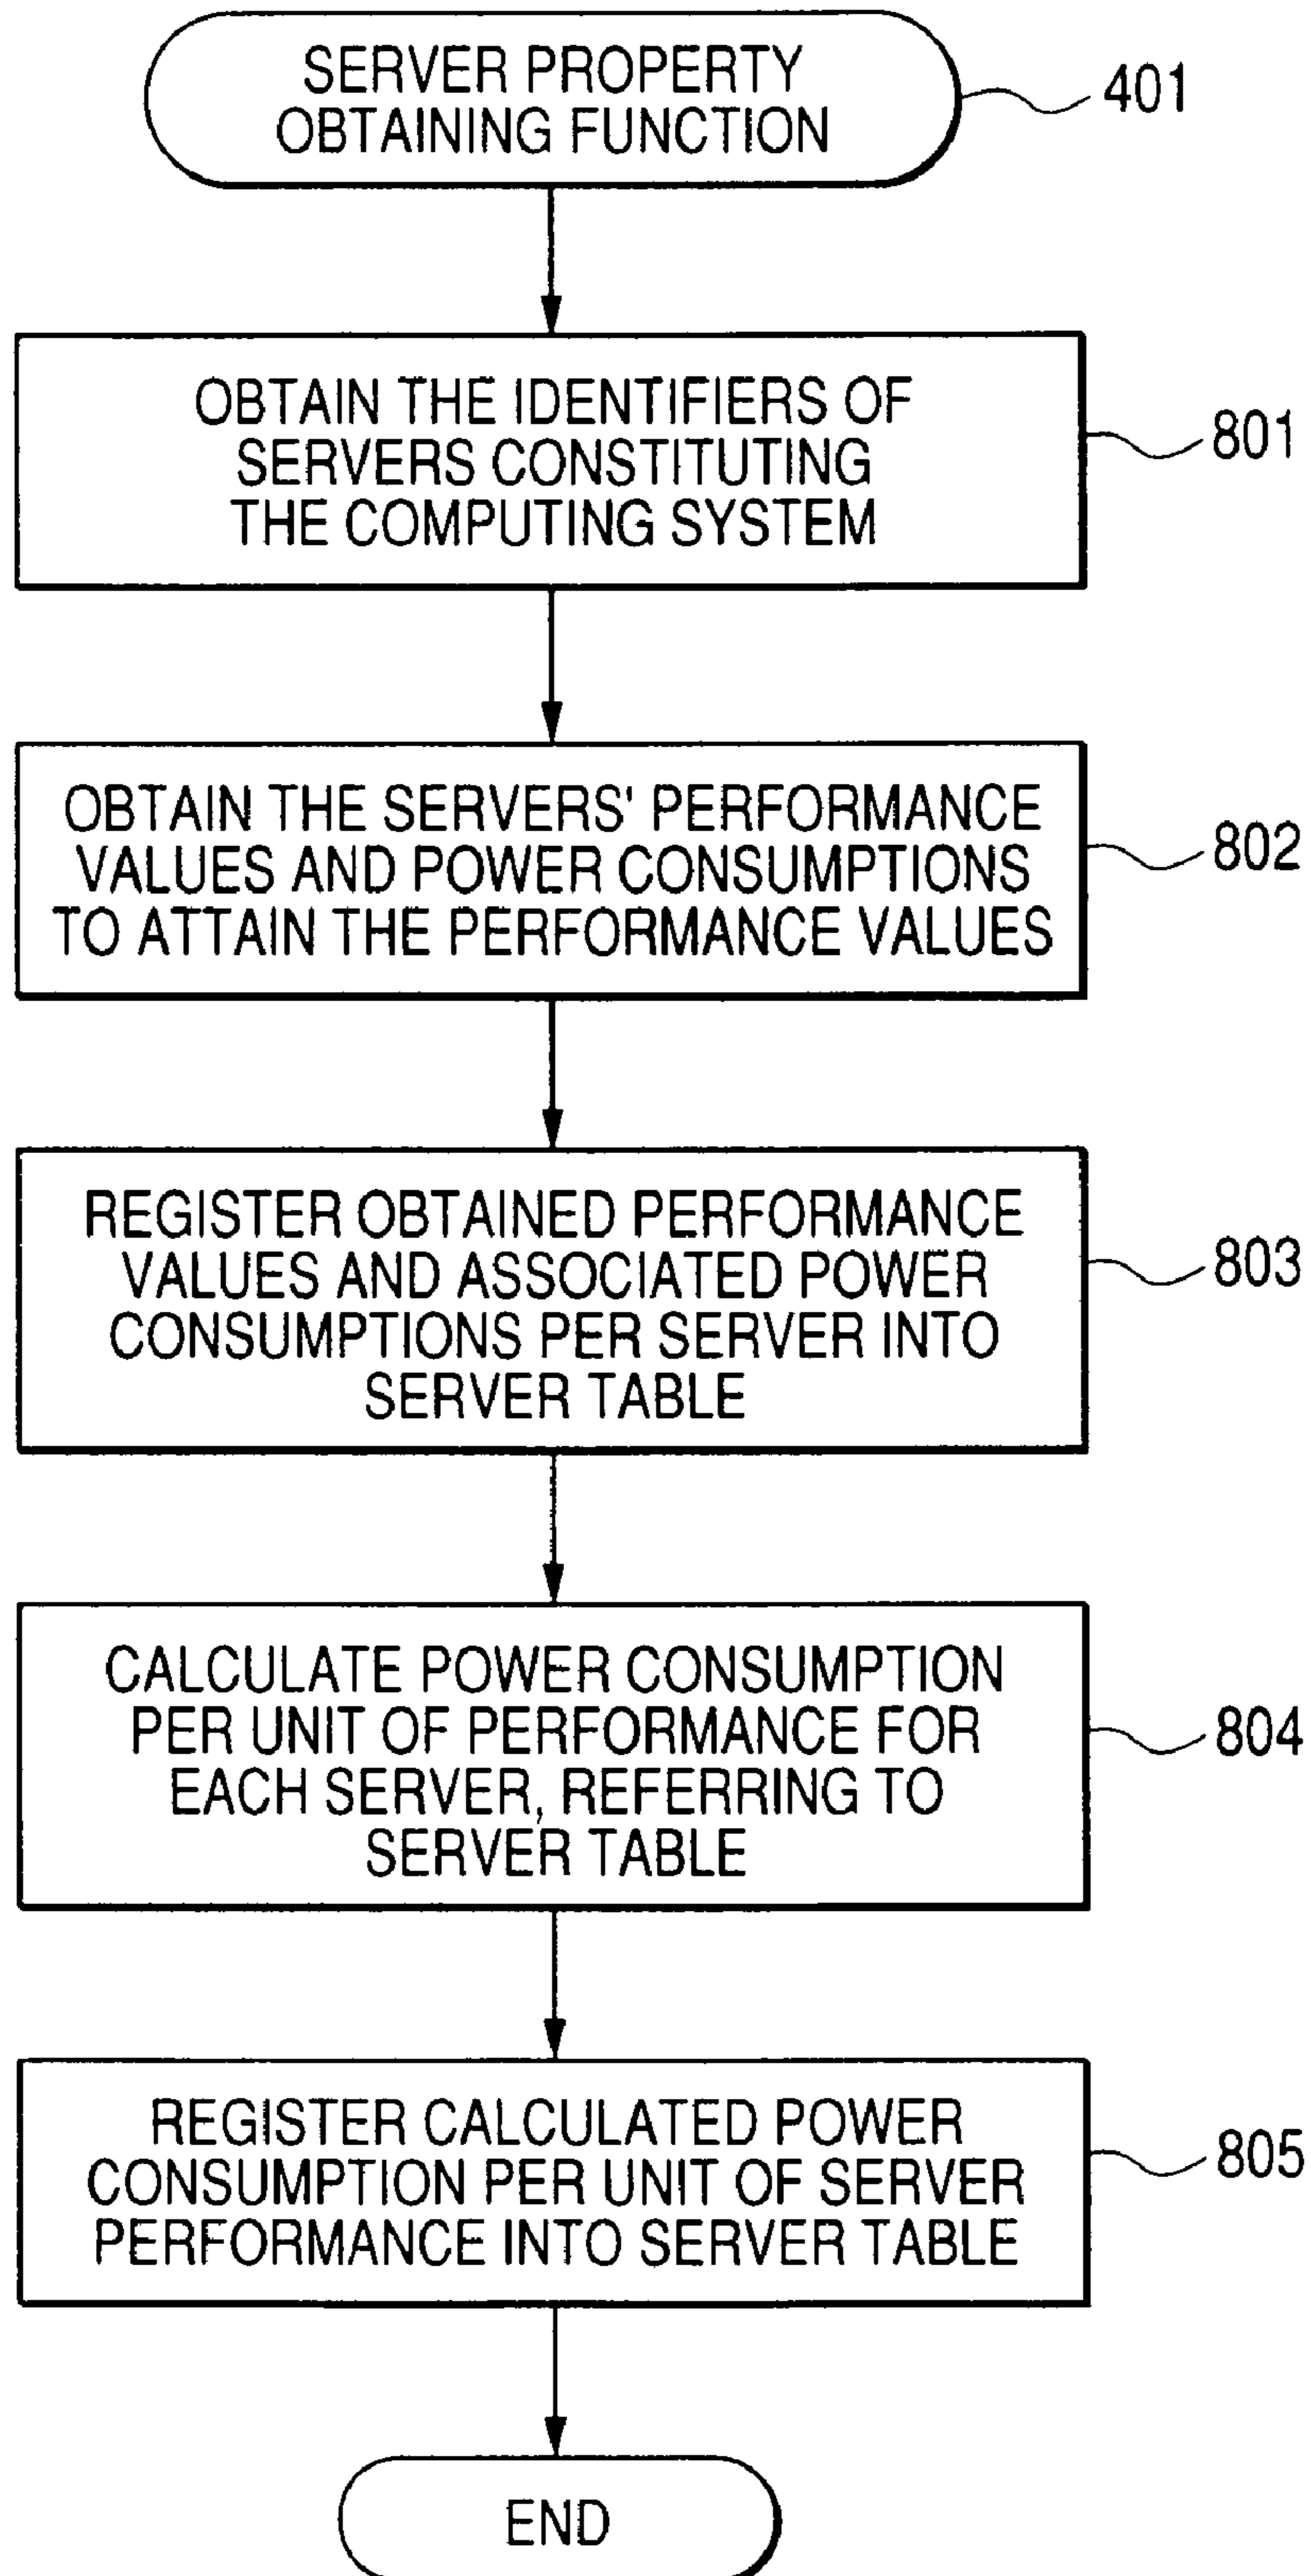 SERVER PROPERTY
OBTAINING FUNCTION
401
OBTAIN THE IDENTIFIERS OF
SERVERS CONSTITUTING
THE COMPUTING SYSTEM
801
OBTAIN THE SERVERS' PERFORMANCE
VALUES AND POWER CONSUMPTIONS
TO ATTAIN THE PERFORMANCE VALUES
802
REGISTER OBTAINED PERFORMANCE
VALUES AND ASSOCIATED POWER
CONSUMPTIONS PER SERVER INTO
SERVER TABLE
803
CALCULATE POWER CONSUMPTION
PER UNIT OF PERFORMANCE FOR
EACH SERVER, REFERRING TO
SERVER TABLE
804
REGISTER CALCULATED POWER
CONSUMPTION PER UNIT OF SERVER
PERFORMANCE INTO SERVER TABLE
805
END